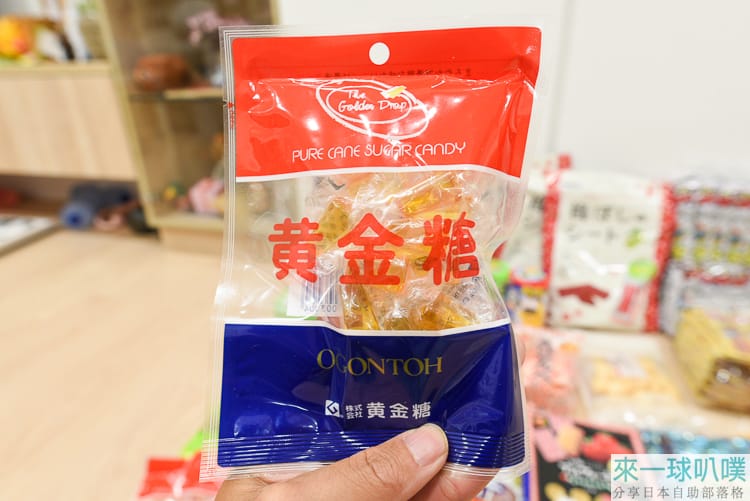 The
Golden Drop
PURE CANE SUGAR CANDY
黄金糖
OGONTOH
株式会社 黄金糖
來一球叭噗
分享日本自助部落格